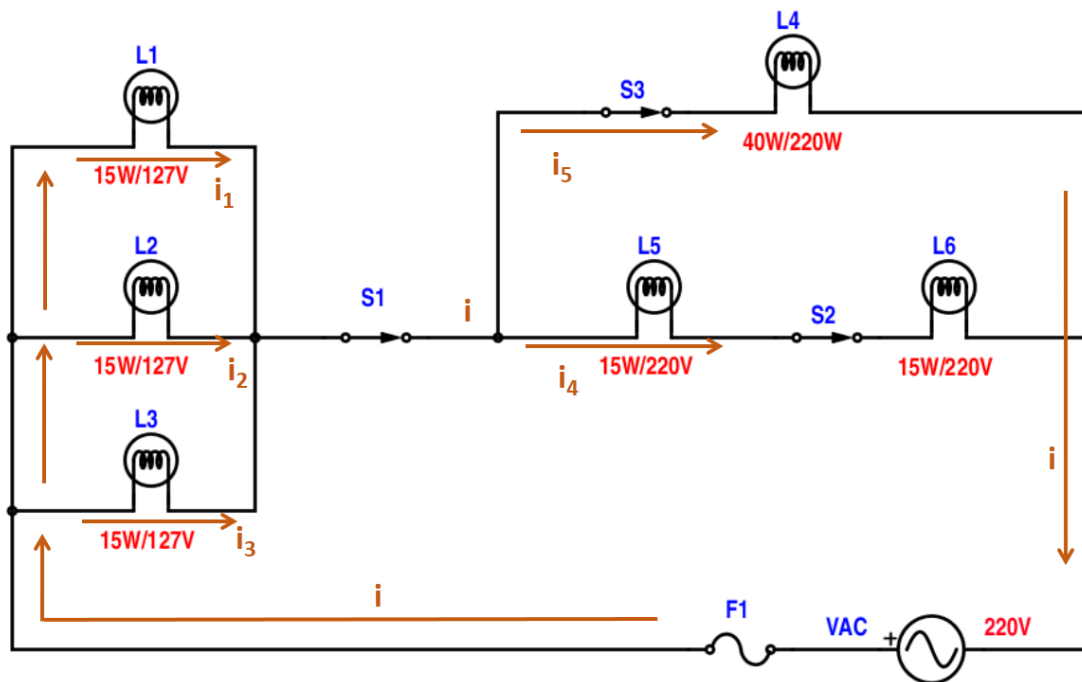 L1
15W/127V
i1
L2
15W/127V
i2
L3
15W/127V
i3
S1
i
S3
i5
L4
40W/220W
L5
15W/220V
i4
S2
L6
15W/220V
i
i
F1
VAC
+
220V